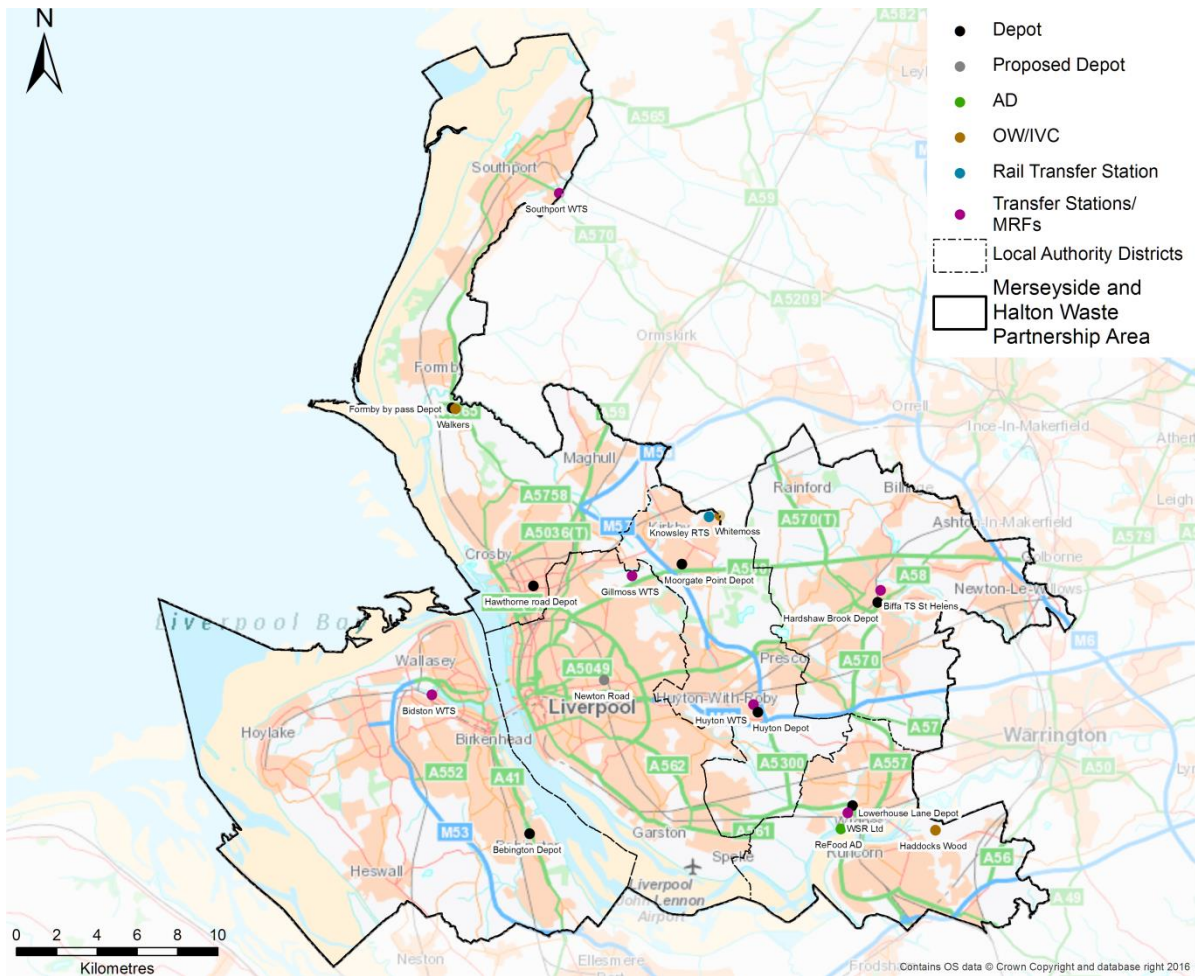 N
Depot
Proposed Depot
AD
OW/IVC
Rail Transfer Station
Transfer Stations/
MRFs
Local Authority Districts
Merseyside and
Halton Waste
Partnership Area
A582
A565
Southport
A59
Southport WTS
A570
A5209
Ormskirk
Formb
Formby by pass Depot
Walkers
A59
Orrell
Ince-In-Makerfield
Maghull
Rainford
Billinge
Leigh
A5758
A570(T)
Ashton-In-Makerfield
A579
A5036(T)
M57
Kirkby
Knowsley RTS
Whitemoss
Golborne
Crosby
Moorgate Point Depot
A58
Newton-Le-Willows
Gillmoss WTS
Hawthorne road Depot
Biffa TS St Helens
Hardshaw Brook Depot
Liverpool Ba
M6
Wallasey
A5049
A570
Presco
Newton Road
Huyton-With-Roby
Bidston WTS
Liverpool
Huyton WTS
Huyton Depot
A57
Hoylake
Birkenhead
Warrington
A552
A41
A562
A5300
A557
A50
M53
Garston
Lowerhouse Lane Depot
WSR Ltd
Bebington Depot
ReFood AD
Runcorn
Haddocks Wood
Speke
A56
Heswall
Liverpool
John Lennon
Airport
A49
0 2 4 6 8 10
Kilometres
Ellesmere
Port
Frodsham
Contains OS data © Crown Copyright and database right 2016